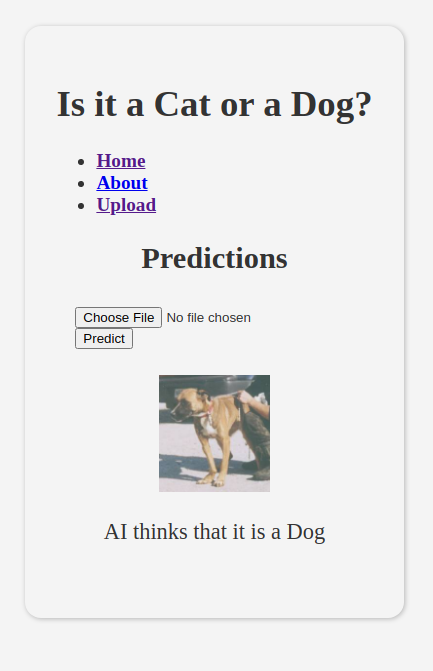 Is it a Cat or a Dog?
Home
About
Upload
Predictions
Choose File No file chosen
Predict
AI thinks that it is a Dog